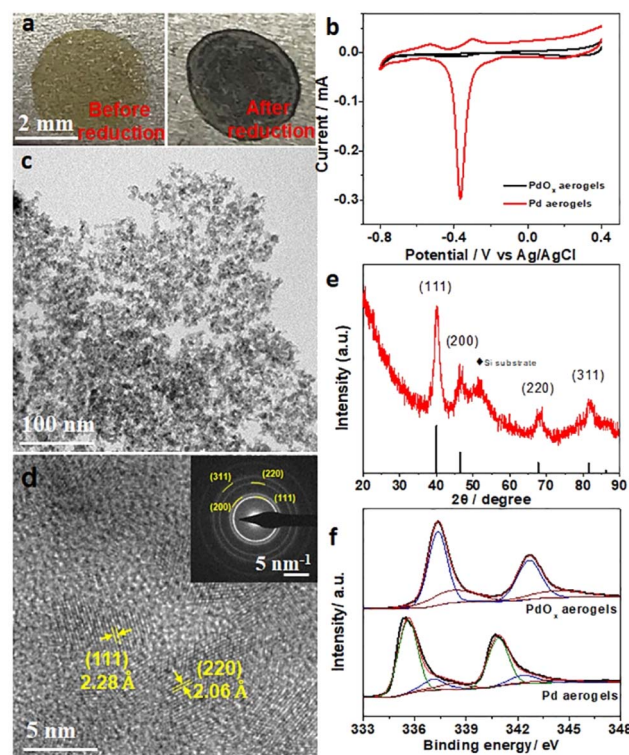 a
Before
reduction
2 mm
After
reduction
b
Current / mA
0.0
-0.1
-0.2
-0.3
PdOx aerogels
Pd aerogels
-0.8
-0.4
0.0
0.4
Potential / V vs Ag/AgCl
c
100 nm
d
(311)
(220)
(200)
(111)
5 nm-1
(111)
2.28 Å
(220)
2.06 Å
5 nm
e
Intensity (a.u.)
(111)
(200)
◆Si substrate
(220)
(311)
20 30 40 50 60 70 80 90
2θ / degree
f
Intensity/ a.u.
PdOx aerogels
Pd aerogels
333 336 339 342 345 348
Binding energy / eV